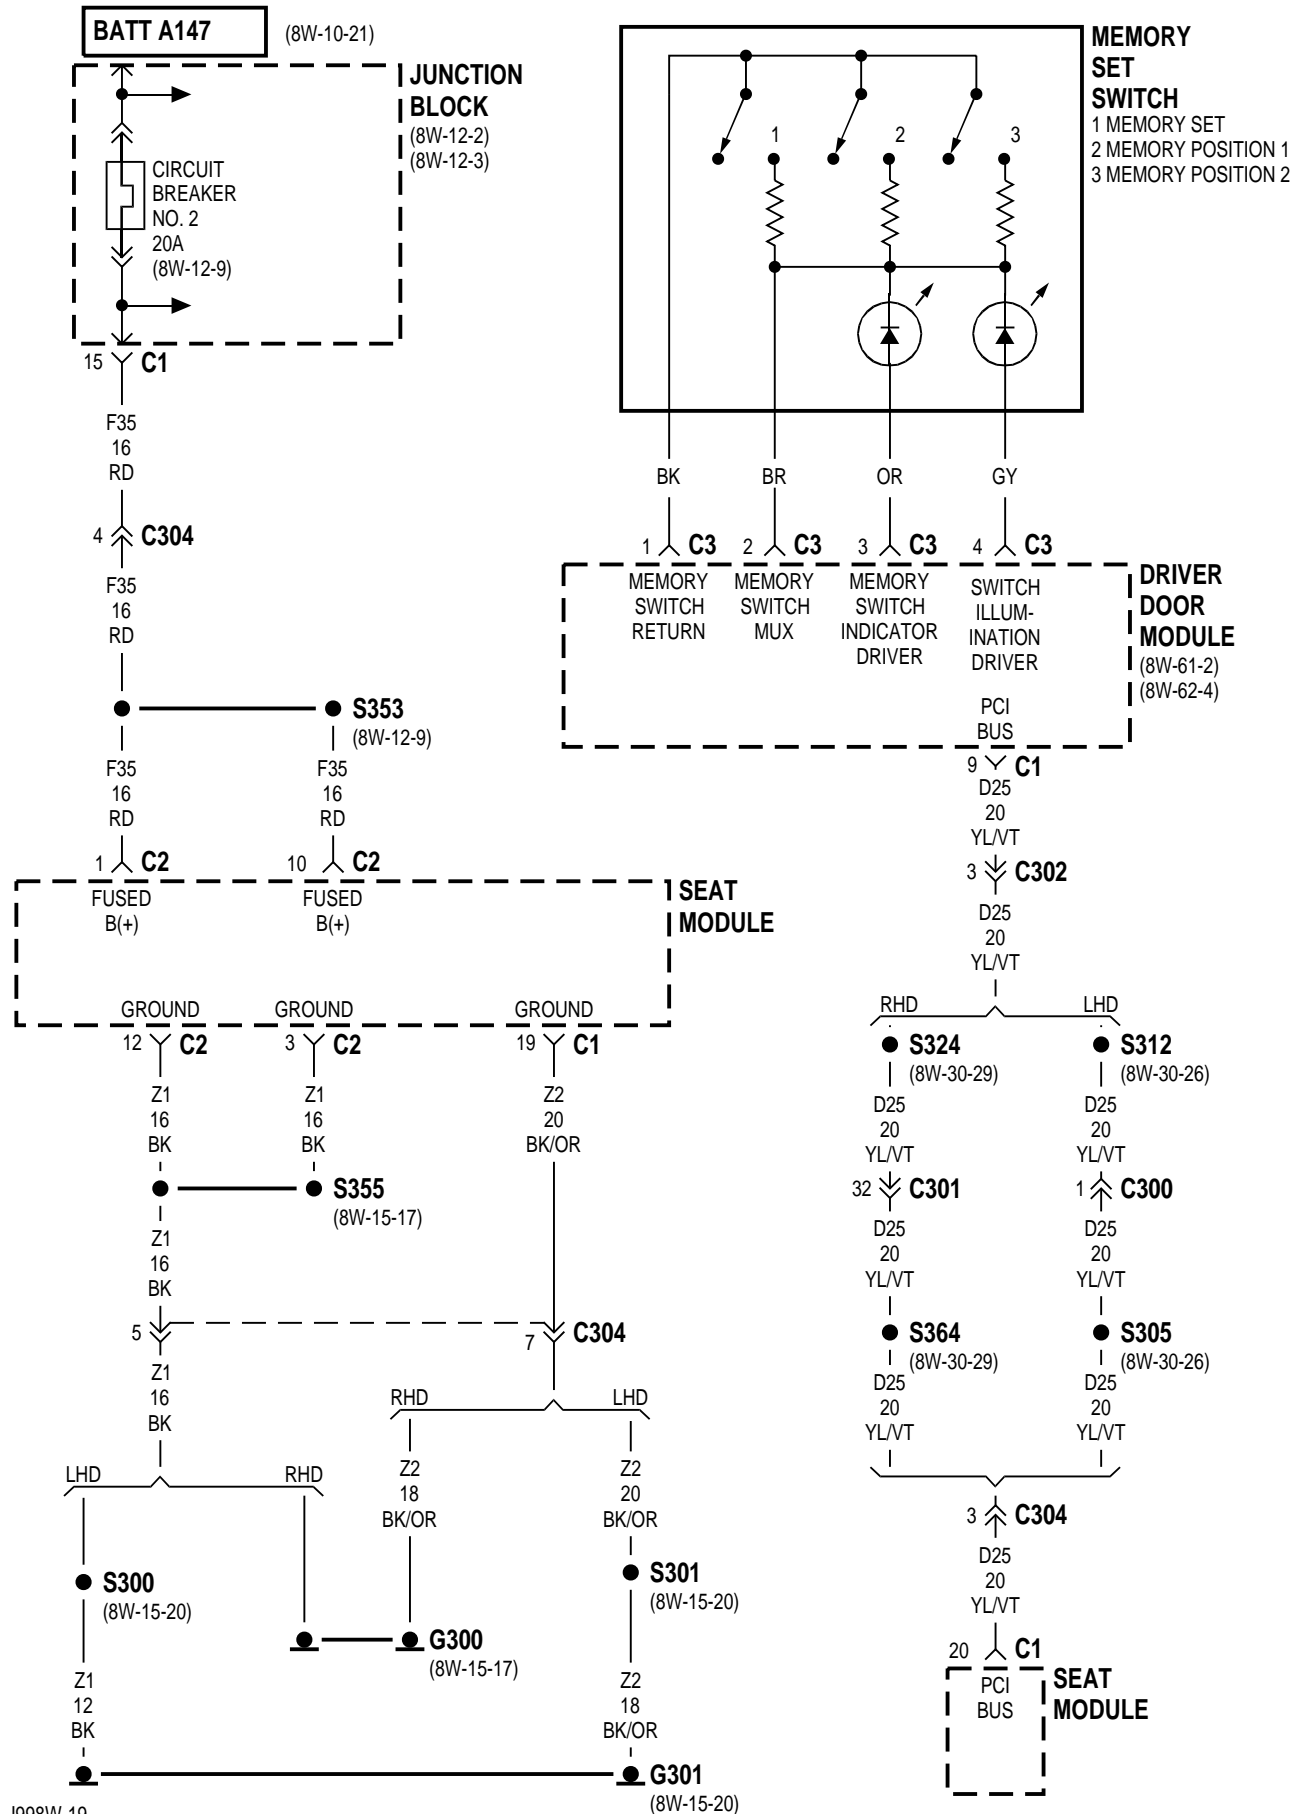 BATT A147
(8W-10-21)
JUNCTION
BLOCK
(8W-12-2)
(8W-12-3)
CIRCUIT
BREAKER
NO. 2
20A
(8W-12-9)
15
C1
F35
16
RD
4
C304
F35
16
RD
S353
(8W-12-9)
F35
16
RD
F35
16
RD
1
C2
10
C2
FUSED
B(+)
FUSED
B(+)
SEAT
MODULE
GROUND
GROUND
GROUND
12
C2
3
C2
19
C1
Z1
16
BK
Z1
16
BK
Z2
20
BK/OR
S355
(8W-15-17)
Z1
16
BK
5
7
C304
Z1
16
BK
RHD
LHD
LHD
RHD
Z2
18
BK/OR
Z2
20
BK/OR
S300
(8W-15-20)
S301
(8W-15-20)
G300
(8W-15-17)
Z1
12
BK
Z2
18
BK/OR
G301
(8W-15-20)
MEMORY
SET
SWITCH
1 MEMORY SET
2 MEMORY POSITION 1
3 MEMORY POSITION 2
1
2
3
BK
BR
OR
GY
1
C3
2
C3
3
C3
4
C3
MEMORY
SWITCH
RETURN
MEMORY
SWITCH
MUX
MEMORY
SWITCH
INDICATOR
DRIVER
SWITCH
ILLUM-
INATION
DRIVER
DRIVER
DOOR
MODULE
(8W-61-2)
(8W-62-4)
PCI
BUS
9
C1
D25
20
YL/VT
3
C302
D25
20
YL/VT
RHD
LHD
S324
(8W-30-29)
S312
(8W-30-26)
D25
20
YL/VT
D25
20
YL/VT
32
C301
1
C300
D25
20
YL/VT
D25
20
YL/VT
S364
(8W-30-29)
S305
(8W-30-26)
D25
20
YL/VT
D25
20
YL/VT
3
C304
D25
20
YL/VT
20
C1
PCI
BUS
SEAT
MODULE